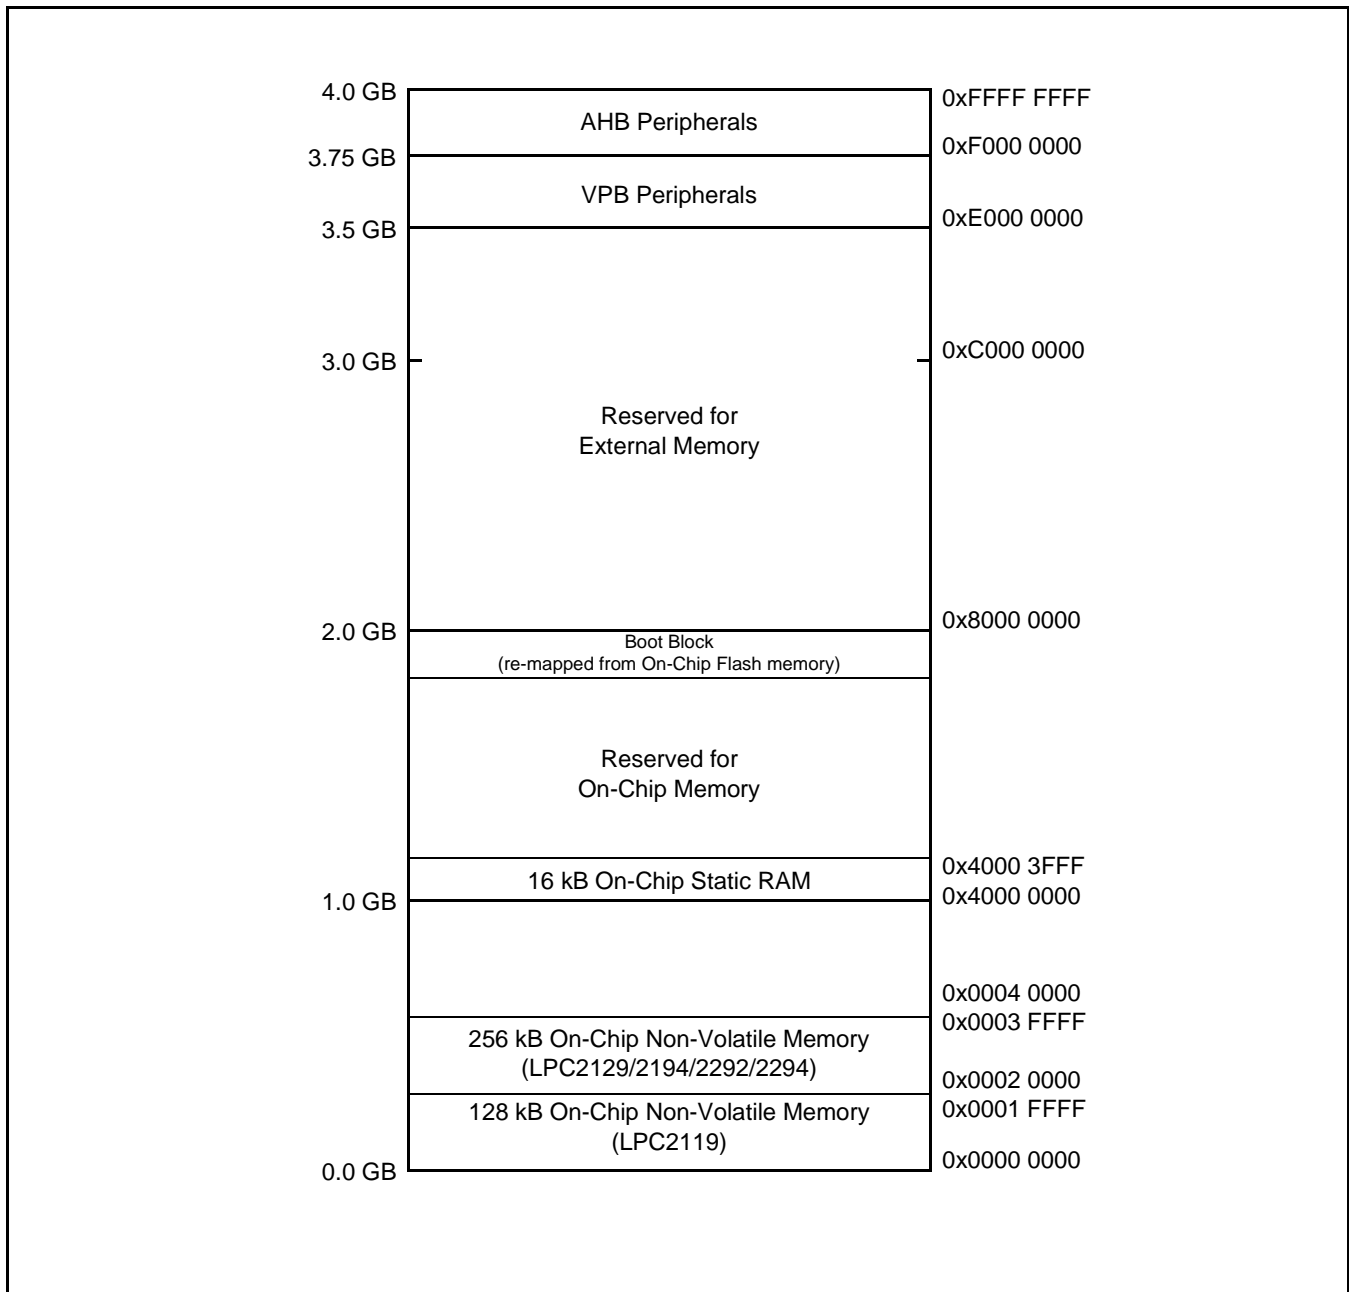 4.0 GB
0xFFFF FFFF
AHB Peripherals
0xF000 0000
3.75 GB
VPB Peripherals
0xE000 0000
3.5 GB
0xC000 0000
3.0 GB
Reserved for
External Memory
0x8000 0000
2.0 GB
Boot Block
(re-mapped from On-Chip Flash memory)
Reserved for
On-Chip Memory
0x4000 3FFF
16 kB On-Chip Static RAM
0x4000 0000
1.0 GB
0x0004 0000
0x0003 FFFF
256 kB On-Chip Non-Volatile Memory
(LPC2129/2194/2292/2294)
0x0002 0000
0x0001 FFFF
128 kB On-Chip Non-Volatile Memory
(LPC2119)
0x0000 0000
0.0 GB